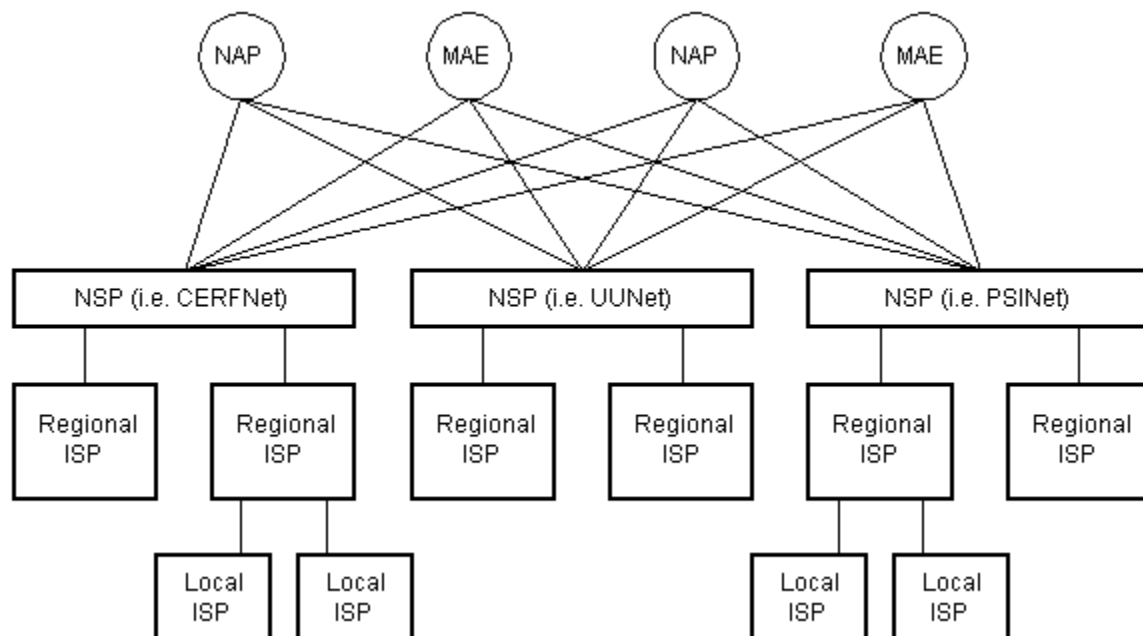 NAP
MAE
NAP
MAE
NSP (i.e. CERFNet)
NSP (i.e. UUNet)
NSP (i.e. PSINet)
Regional
ISP
Regional
ISP
Regional
ISP
Regional
ISP
Regional
ISP
Regional
ISP
Local
ISP
Local
ISP
Local
ISP
Local
ISP